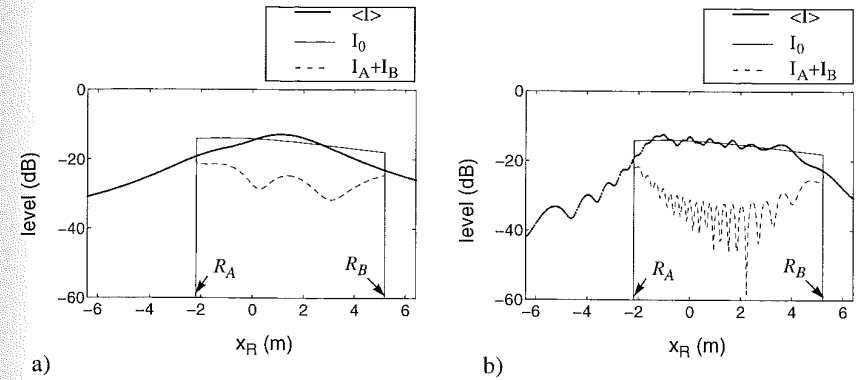 <I>
I0
IA+IB
0
-20
-40
-60
level (dB)
RA
RB
-6 -4 -2 0 2 4 6
xR (m)
a)
<I>
I0
IA+IB
0
-20
-40
-60
level (dB)
RA
RB
-6 -4 -2 0 2 4 6
xR (m)
b)